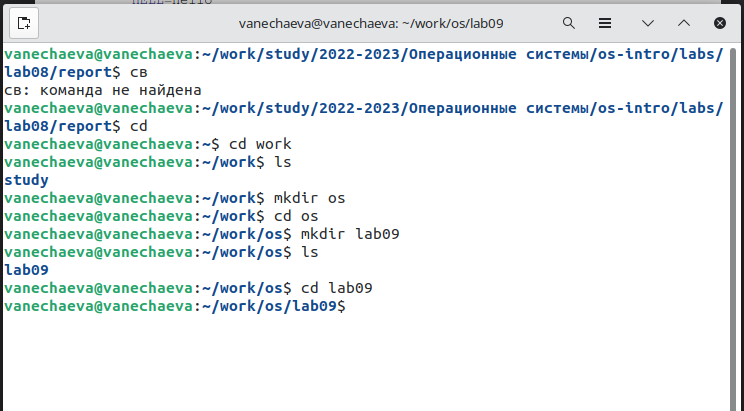 HELL=hello
vanechaeva@vanechaeva: ~/work/os/lab09
vanechaeva@vanechaeva:~/work/study/2022-2023/Операционные системы/os-intro/labs/
lab08/report$ св
св: команда не найдена
vanechaeva@vanechaeva:~/work/study/2022-2023/Операционные системы/os-intro/labs/
lab08/report$ cd
vanechaeva@vanechaeva:~$ cd work
vanechaeva@vanechaeva:~/work$ ls
study
vanechaeva@vanechaeva:~/work$ mkdir os
vanechaeva@vanechaeva:~/work$ cd os
vanechaeva@vanechaeva:~/work/os$ mkdir lab09
vanechaeva@vanechaeva:~/work/os$ ls
lab09
vanechaeva@vanechaeva:~/work/os$ cd lab09
vanechaeva@vanechaeva:~/work/os/lab09$